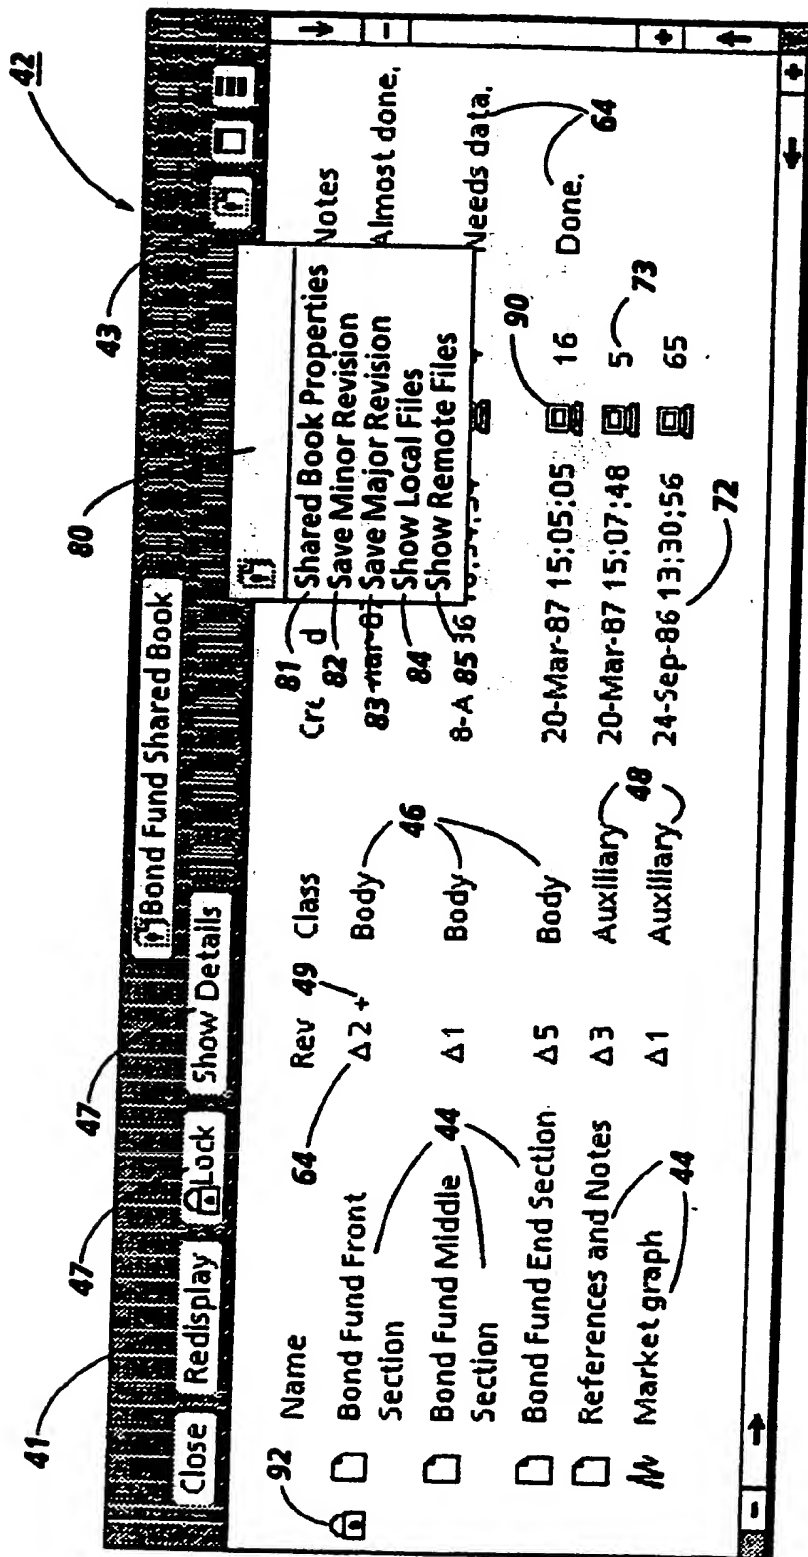 42
41 47 47 80 43
Bond Fund Shared Book
Close Redisplay Lock Show Details
92 Name 64 Rev 49 Class Notes
81 Shared Book Properties
82 Save Minor Revision
83 Save Major Revision
84 Show Local Files
85 Show Remote Files
Bond Fund Front Section Δ2 + Body Almost done.
44 46
Bond Fund Middle Section Δ1 Body 8-A Needs data.
90 64
Bond Fund End Section Δ5 Body 20-Mar-87 15:05:05 16 Done.
References and Notes Δ3 Auxiliary 20-Mar-87 15:07:48 5 73
48
Market graph Δ1 Auxiliary 24-Sep-86 13:30:56 65
44 72